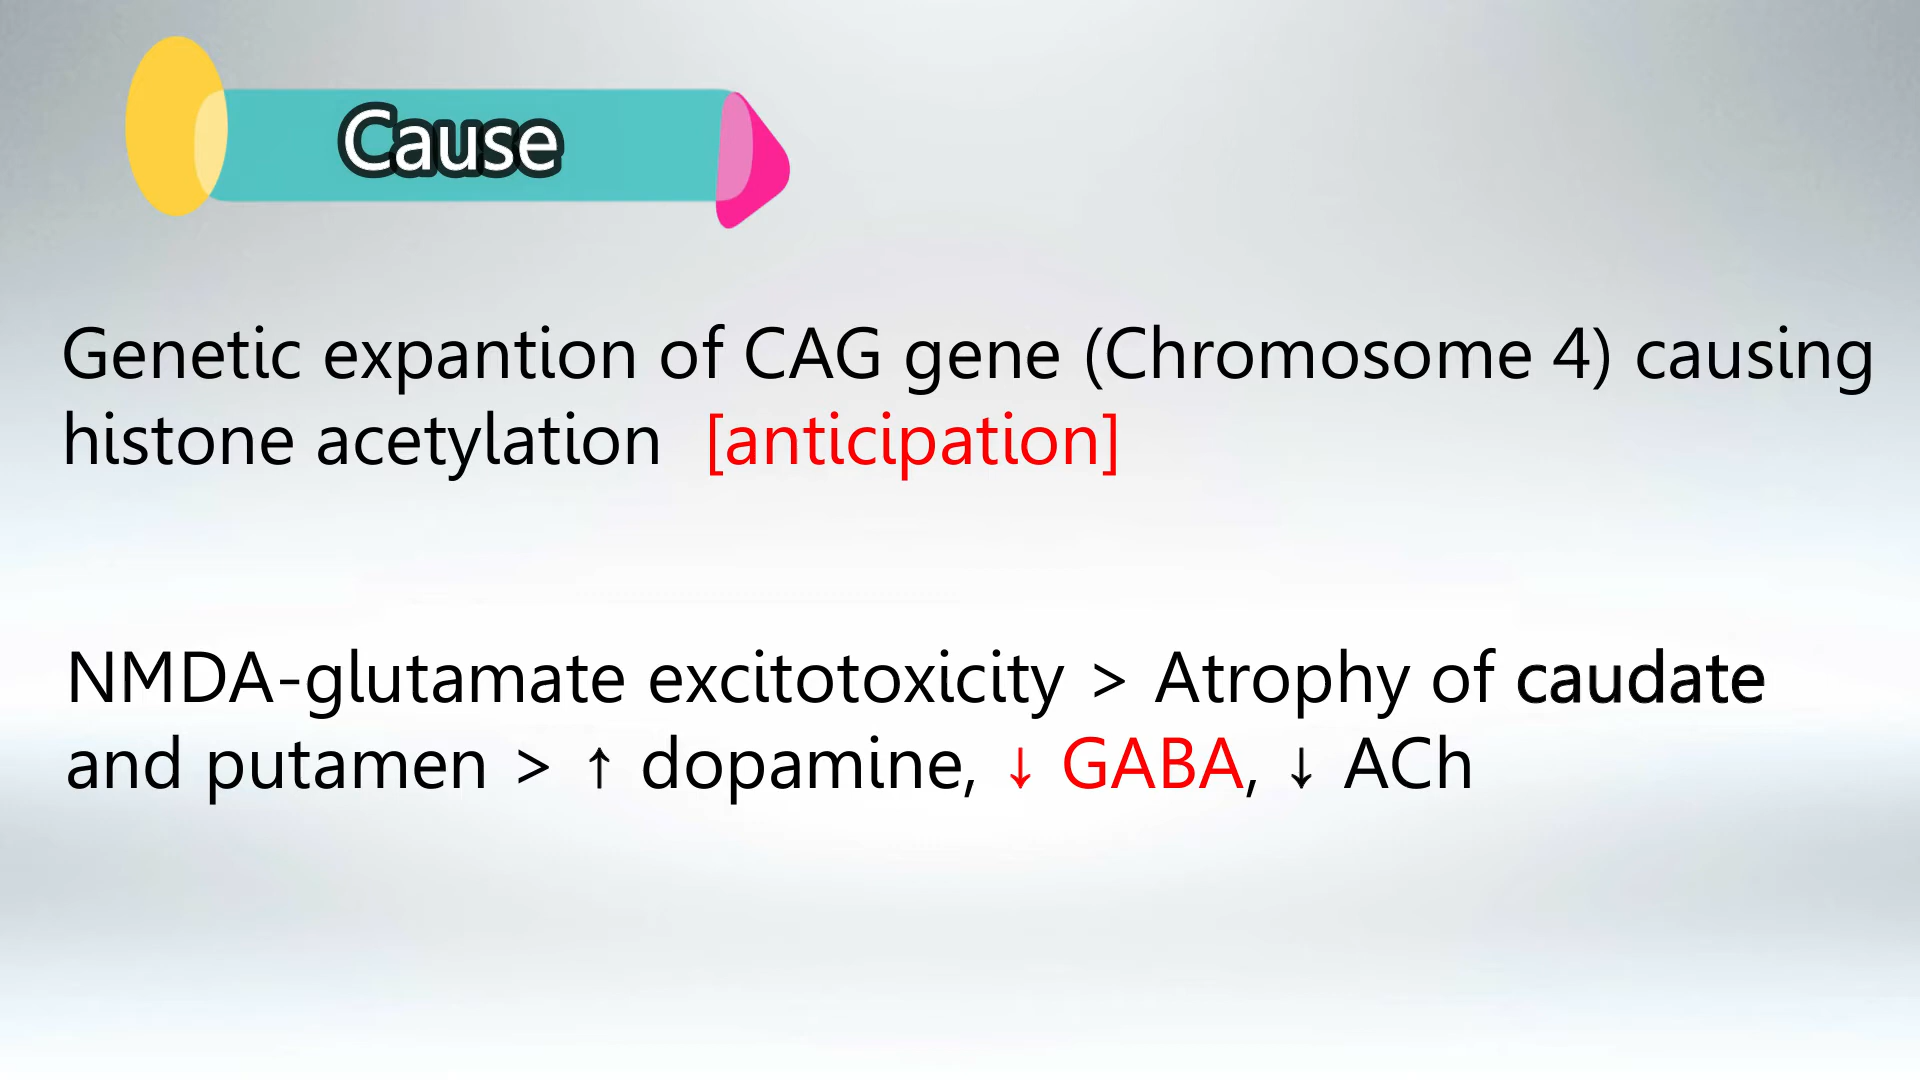 Cause
Genetic expantion of CAG gene (Chromosome 4) causing
histone acetylation [anticipation]
NMDA-glutamate excitotoxicity > Atrophy of caudate
and putamen > ↑ dopamine, ↓ GABA, ↓ ACh